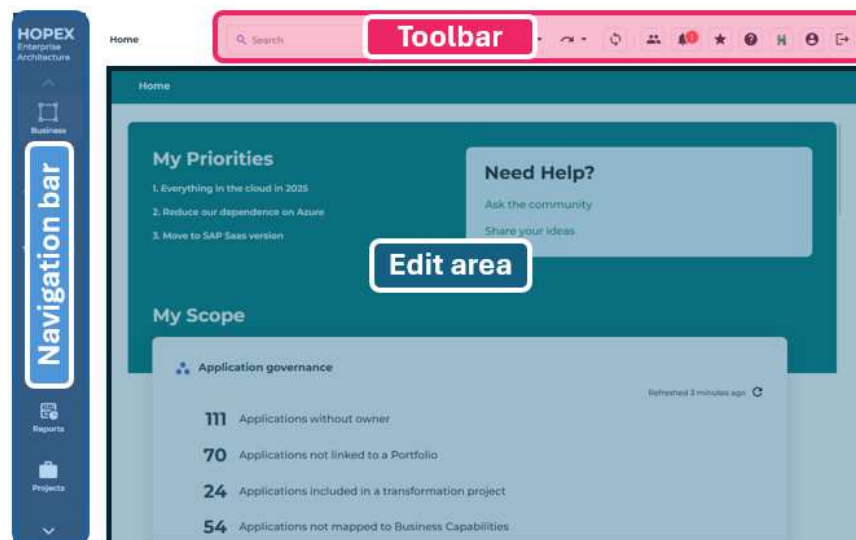 HOPEX
Enterprise
Architecture
Home
Search
Toolbar
Home
Business
Navigation bar
Reports
Projects
My Priorities
1. Everything in the cloud in 2025
2. Reduce our dependence on Azure
3. Move to SAP Saas version
Need Help?
Ask the community
Share your ideas
Edit area
My Scope
Application governance
Refreshed 3 minutes ago
111 Applications without owner
70 Applications not linked to a Portfolio
24 Applications included in a transformation project
54 Applications not mapped to Business Capabilities